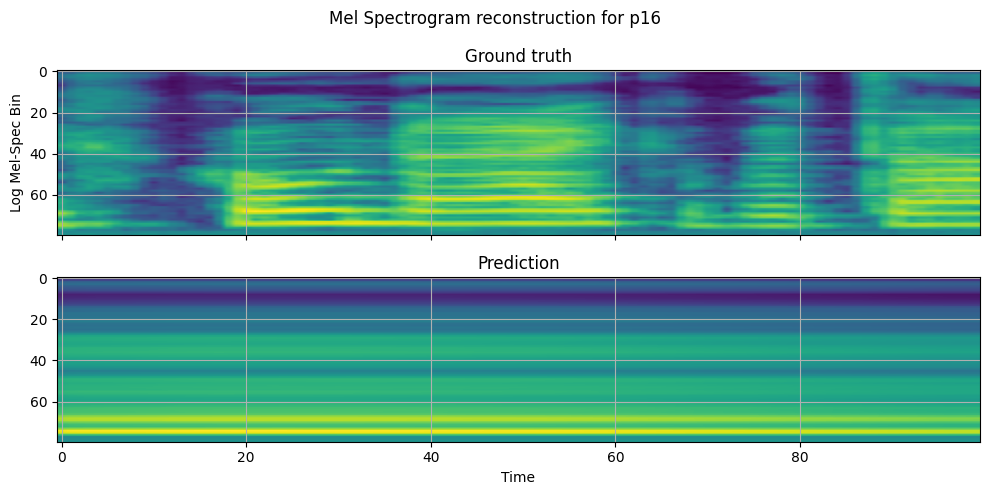 Mel Spectrogram reconstruction for p16
Ground truth
0
20
40
60
Log Mel-Spec Bin
Prediction
0
20
40
60
0 20 40 60 80
Time